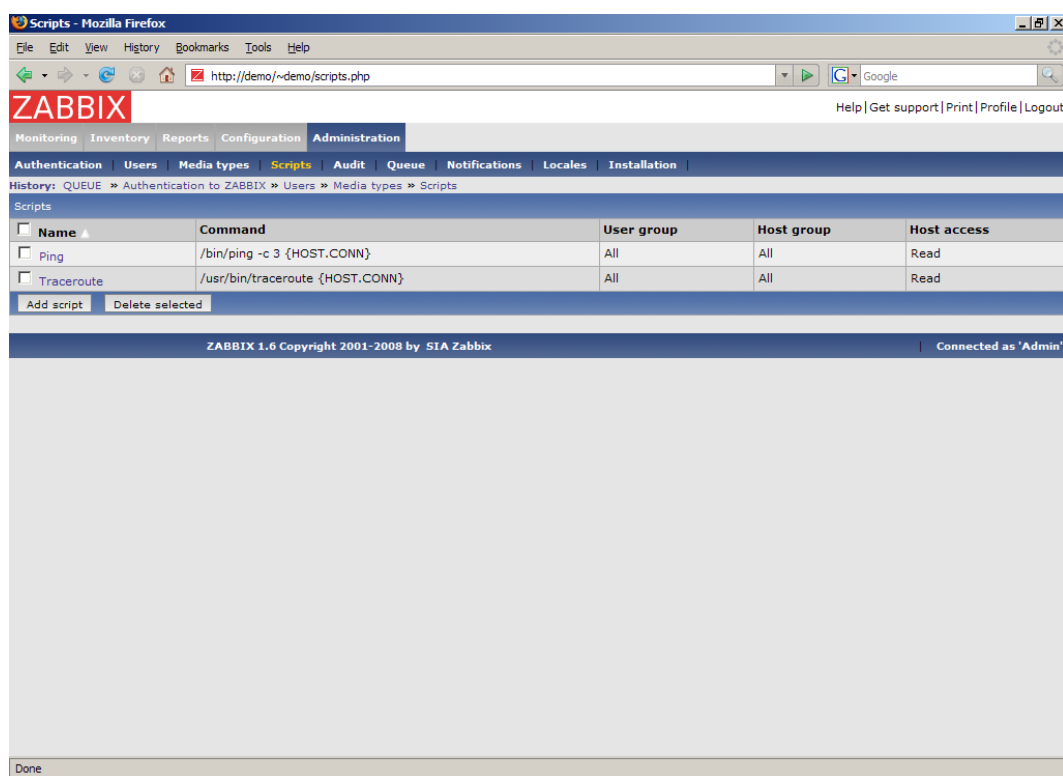 Scripts - Mozilla Firefox
File Edit View History Bookmarks Tools Help
http://demo/~demo/scripts.php G Google
ZABBIX
Help | Get support | Print | Profile | Logout
Monitoring Inventory Reports Configuration Administration
Authentication | Users | Media types | Scripts | Audit | Queue | Notifications | Locales | Installation |
History: QUEUE » Authentication to ZABBIX » Users » Media types » Scripts
Scripts
Name Command User group Host group Host access
Ping /bin/ping -c 3 {HOST.CONN} All All Read
Traceroute /usr/bin/traceroute {HOST.CONN} All All Read
Add script Delete selected
ZABBIX 1.6 Copyright 2001-2008 by SIA Zabbix | Connected as 'Admin'
Done